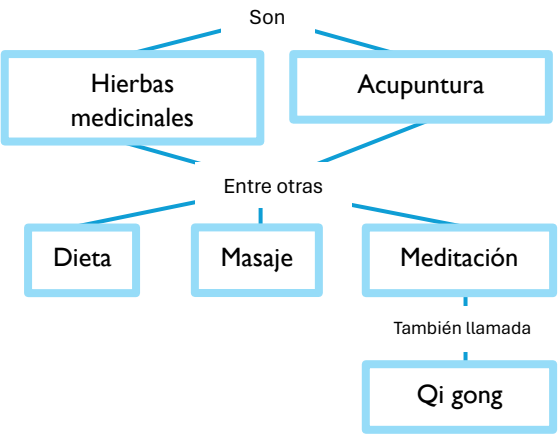 Son
Hierbas
medicinales
Acupuntura
Entre otras
Dieta
Masaje
Meditación
También llamada
Qi gong